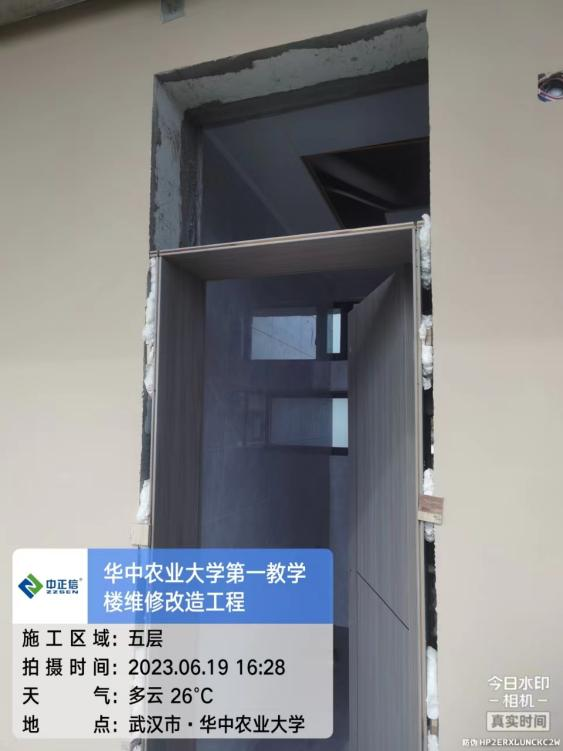 中正信®
ZZSEN
华中农业大学第一教学
楼维修改造工程
施工区域：五层
拍摄时间：2023.06.19 16:28
天气：多云 26°C
地点：武汉市·华中农业大学
今日水印
-相机-
真实时间
防伪 HP2ERXLUNCKC2W